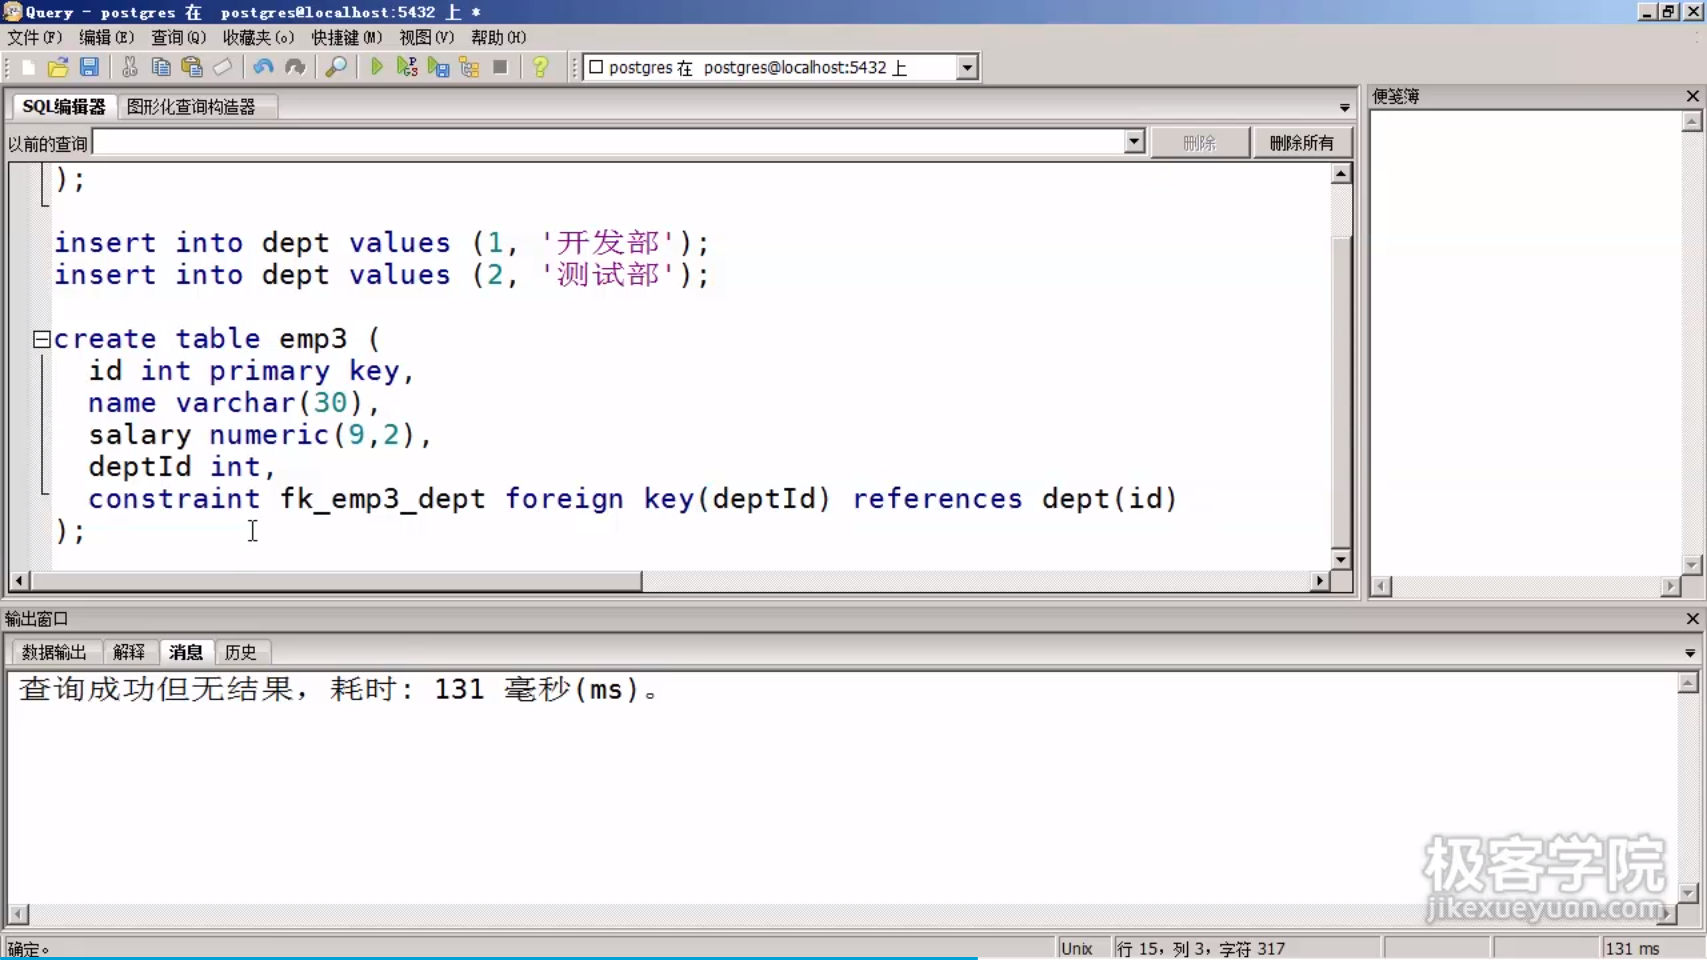 Query - postgres 在 postgres@localhost:5432 上 *
文件(F) 编辑(E) 查询(Q) 收藏夹(o) 快捷键(M) 视图(V) 帮助(H)
postgres 在 postgres@localhost:5432 上
SQL编辑器 图形化查询构造器
便笺簿
以前的查询 删除 删除所有
);
insert into dept values (1, '开发部');
insert into dept values (2, '测试部');
create table emp3 (
id int primary key,
name varchar(30),
salary numeric(9,2),
deptId int,
constraint fk_emp3_dept foreign key(deptId) references dept(id)
);
输出窗口
数据输出 解释 消息 历史
查询成功但无结果，耗时: 131 毫秒(ms)。
极客学院
jikexueyuan.com
确定。 Unix 行 15，列 3，字符 317 131 ms